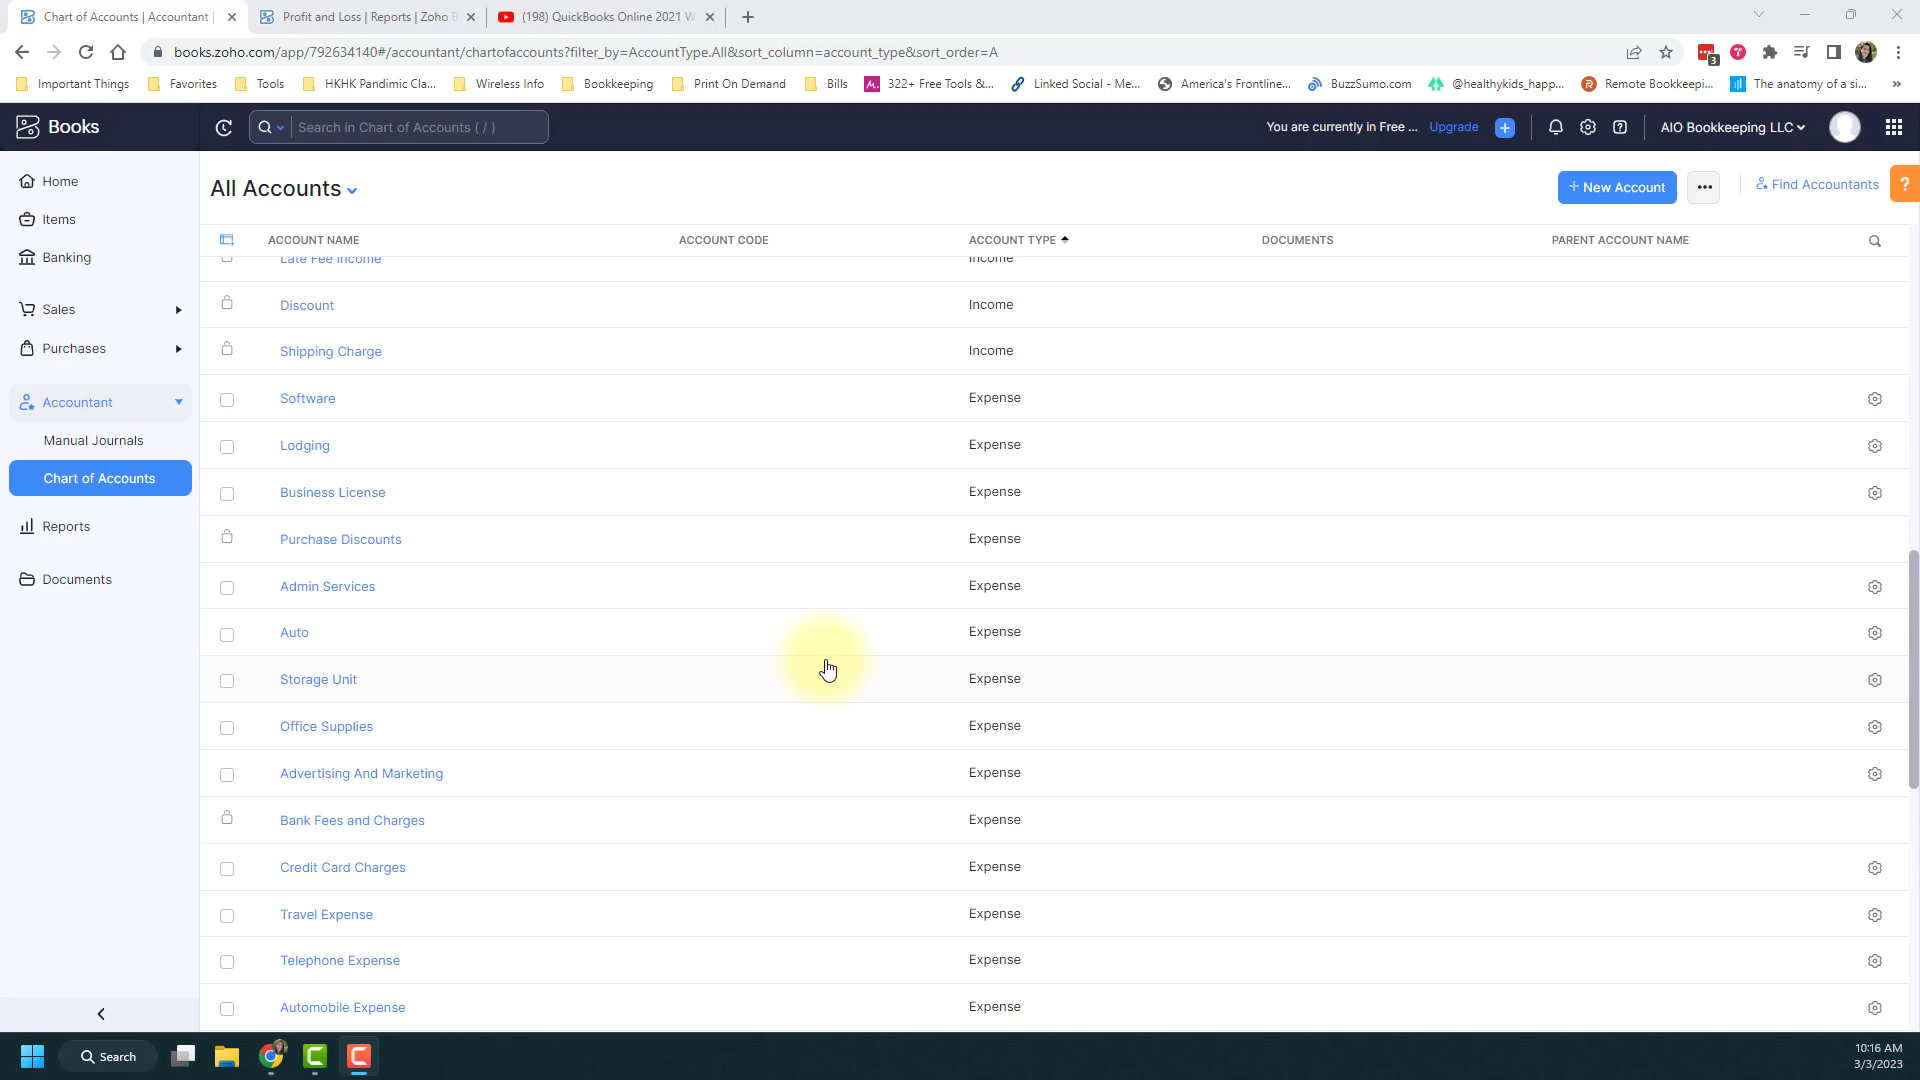 Chart of Accounts | Accountant |
Profit and Loss | Reports | Zoho B
(198) QuickBooks Online 2021 W
books.zoho.com/app/792634140#/accountant/chartofaccounts?filter_by=AccountType.All&sort_column=account_type&sort_order=A
3
Important Things
Favorites
Tools
HKHK Pandimic Cla...
Wireless Info
Bookkeeping
Print On Demand
Bills
322+ Free Tools &...
Linked Social - Me...
America's Frontline...
BuzzSumo.com
@healthykids_happ...
Remote Bookkeepi...
The anatomy of a si...
»
Books
Search in Chart of Accounts ( / )
You are currently in Free ...
Upgrade
AIO Bookkeeping LLC
Home
Items
Banking
Sales
Purchases
Accountant
Manual Journals
Chart of Accounts
Reports
Documents
All Accounts
+ New Account
Find Accountants
?
ACCOUNT NAME ACCOUNT CODE ACCOUNT TYPE DOCUMENTS PARENT ACCOUNT NAME
Late Fee Income Income
Discount Income
Shipping Charge Income
Software Expense
Lodging Expense
Business License Expense
Purchase Discounts Expense
Admin Services Expense
Auto Expense
Storage Unit Expense
Office Supplies Expense
Advertising And Marketing Expense
Bank Fees and Charges Expense
Credit Card Charges Expense
Travel Expense Expense
Telephone Expense Expense
Automobile Expense Expense
Search
10:16 AM
3/3/2023